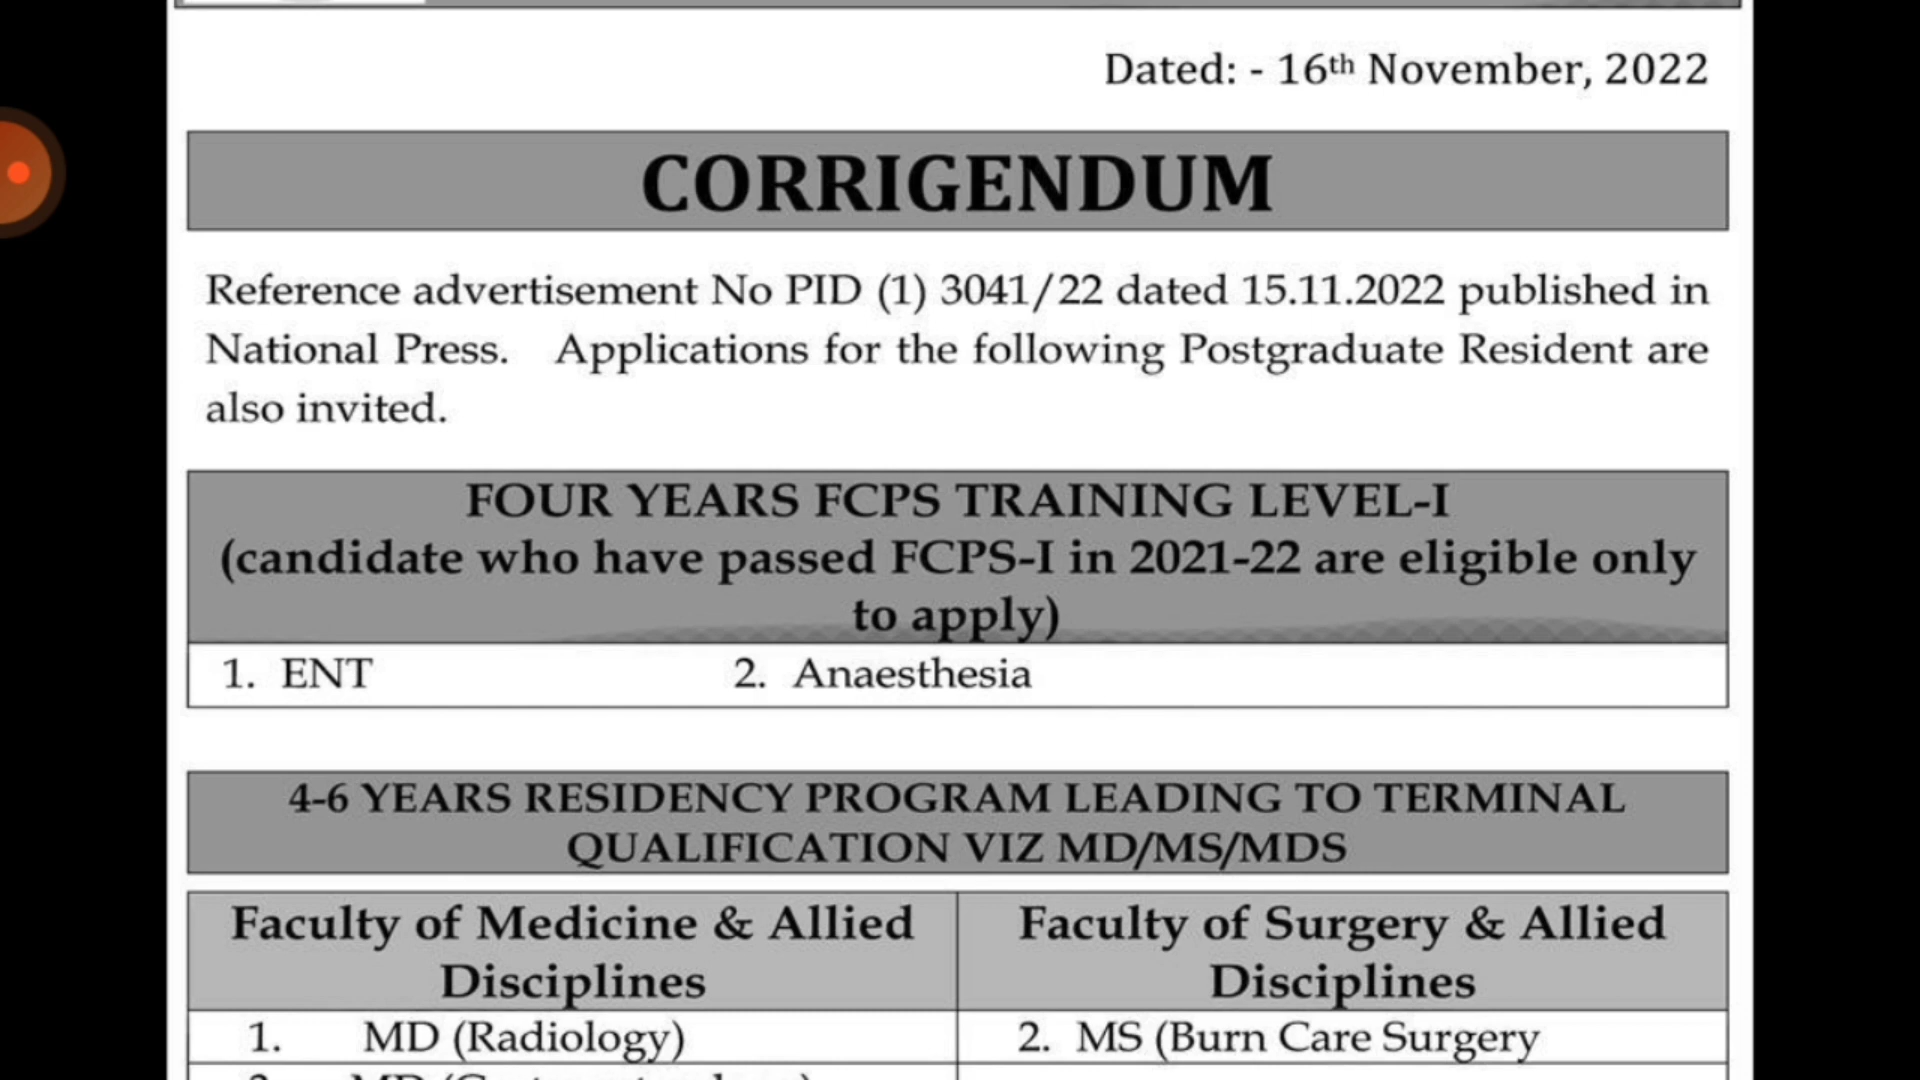 Dated: - 16th November, 2022
CORRIGENDUM
Reference advertisement No PID (1) 3041/22 dated 15.11.2022 published in
National Press. Applications for the following Postgraduate Resident are
also invited.
FOUR YEARS FCPS TRAINING LEVEL-I
(candidate who have passed FCPS-I in 2021-22 are eligible only
to apply)
1. ENT 2. Anaesthesia
4-6 YEARS RESIDENCY PROGRAM LEADING TO TERMINAL
QUALIFICATION VIZ MD/MS/MDS
Faculty of Medicine & Allied
Disciplines
Faculty of Surgery & Allied
Disciplines
1. MD (Radiology)
2. MS (Burn Care Surgery